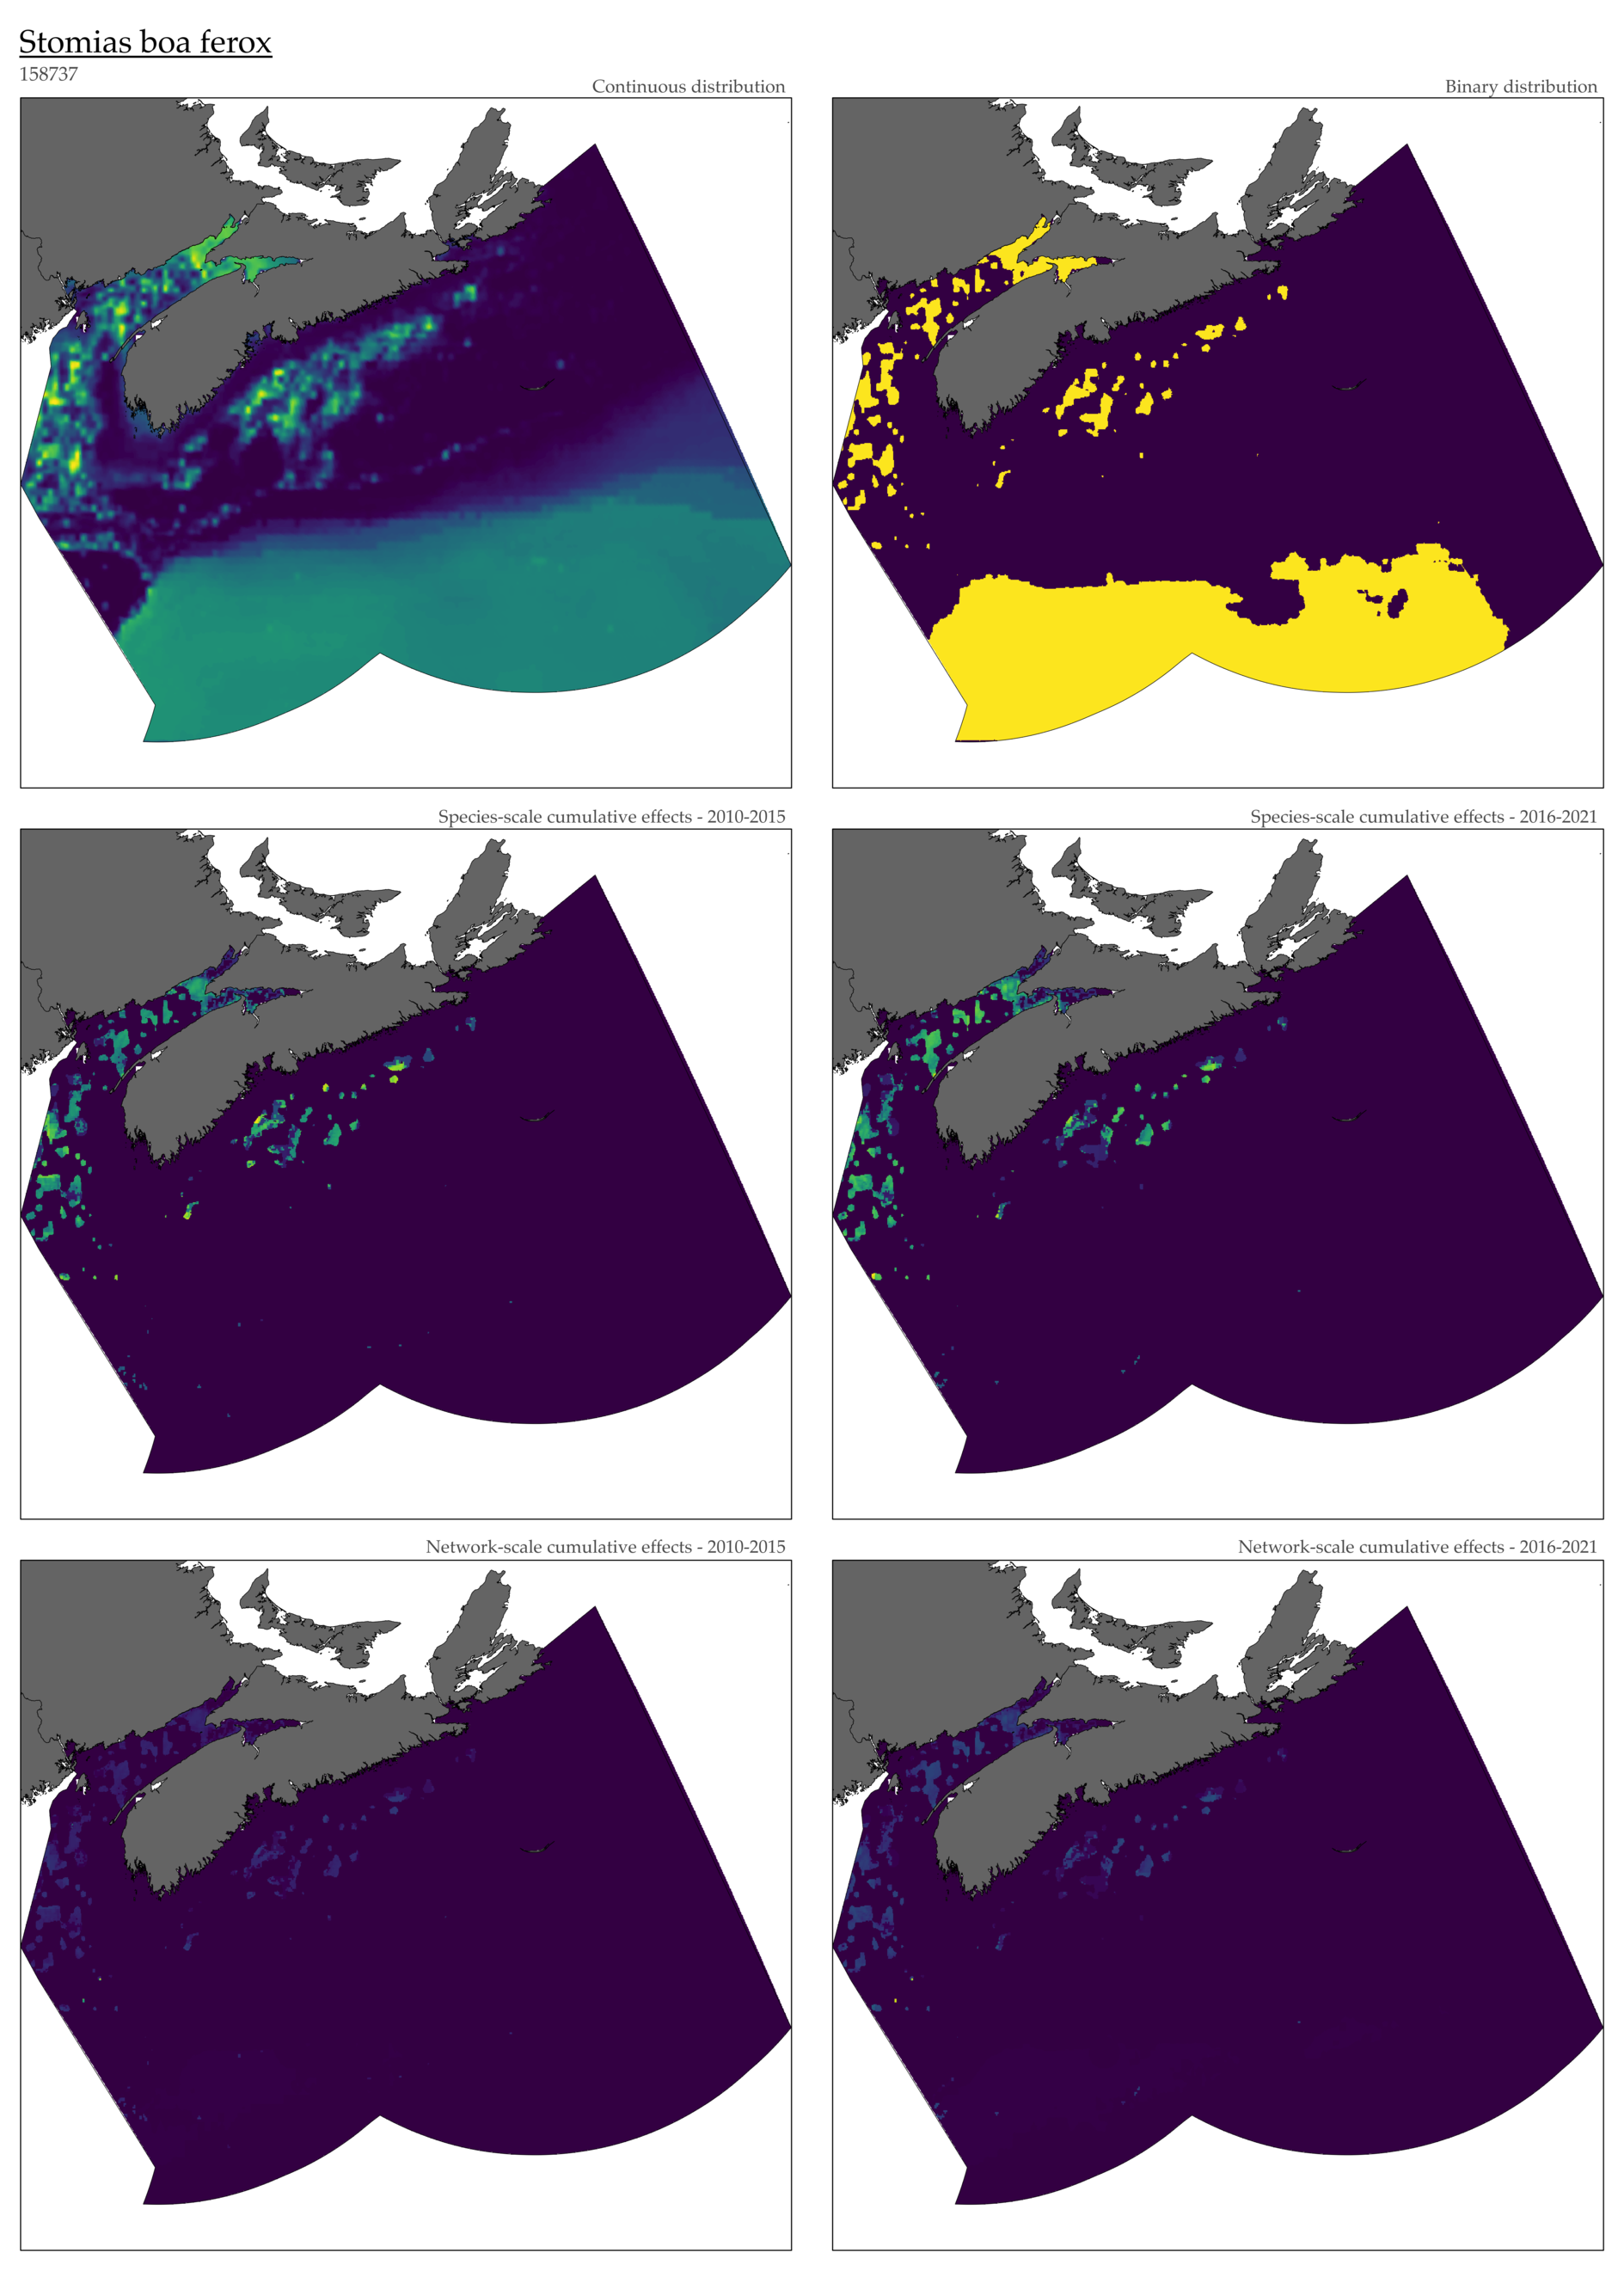 Stomias boa ferox
158737
Continuous distribution
Binary distribution
Species-scale cumulative effects - 2010-2015
Species-scale cumulative effects - 2016-2021
Network-scale cumulative effects - 2010-2015
Network-scale cumulative effects - 2016-2021